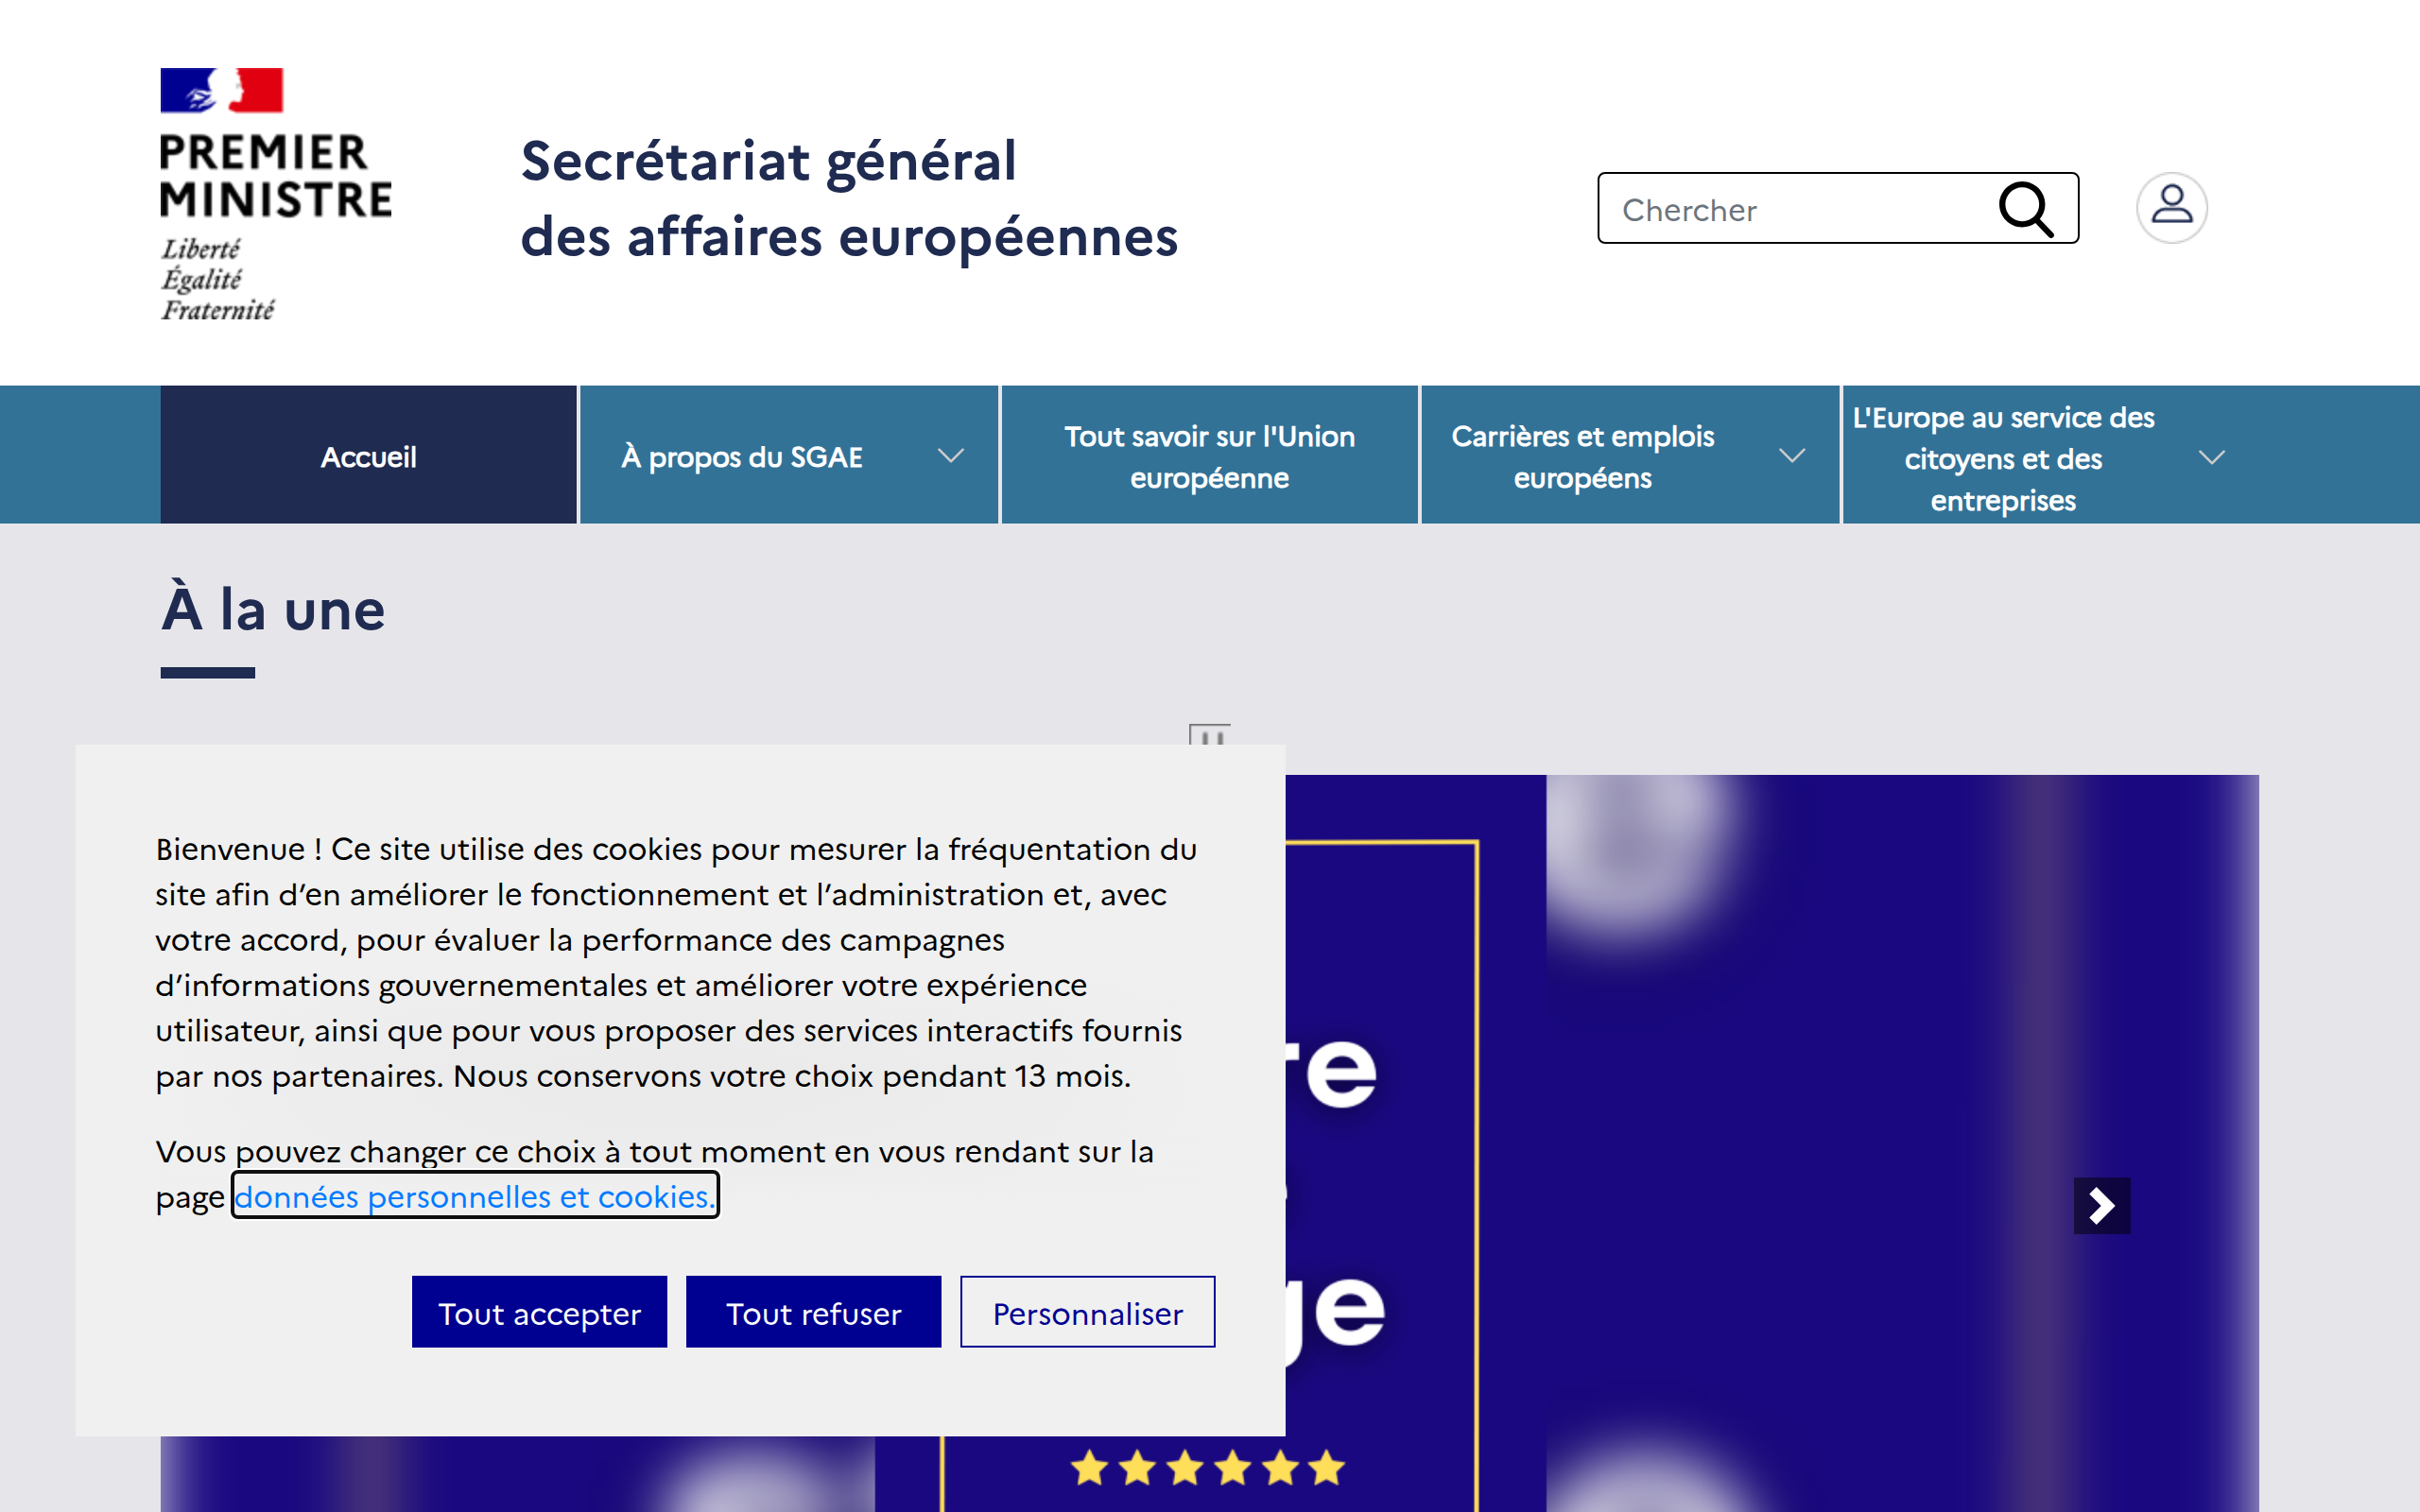 PREMIER
MINISTRE
Liberté
Égalité
Fraternité
Secrétariat général
des affaires européennes
Chercher
Accueil
À propos du SGAE
Tout savoir sur l'Union
européenne
Carrières et emplois
européens
L'Europe au service des
citoyens et des
entreprises
À la une
Bienvenue ! Ce site utilise des cookies pour mesurer la fréquentation du
site afin d’en améliorer le fonctionnement et l’administration et, avec
votre accord, pour évaluer la performance des campagnes
d’informations gouvernementales et améliorer votre expérience
utilisateur, ainsi que pour vous proposer des services interactifs fournis
par nos partenaires. Nous conservons votre choix pendant 13 mois.
Vous pouvez changer ce choix à tout moment en vous rendant sur la
page données personnelles et cookies.
Tout accepter
Tout refuser
Personnaliser